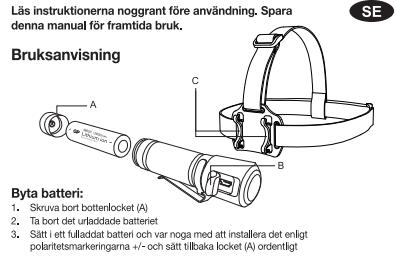 Läs instruktionerna noggrant före användning. Spara
denna manual för framtida bruk.
SE
Bruksanvisning
C
A
GP
Lithium ion
B
Byta batteri:
1. Skruva bort bottenlocket (A)
2. Ta bort det urladdade batteriet
3. Sätt i ett fulladdat batteri och var noga med att installera det enligt
polaritetsmarkeringarna +/- och sätt tillbaka locket (A) ordentligt